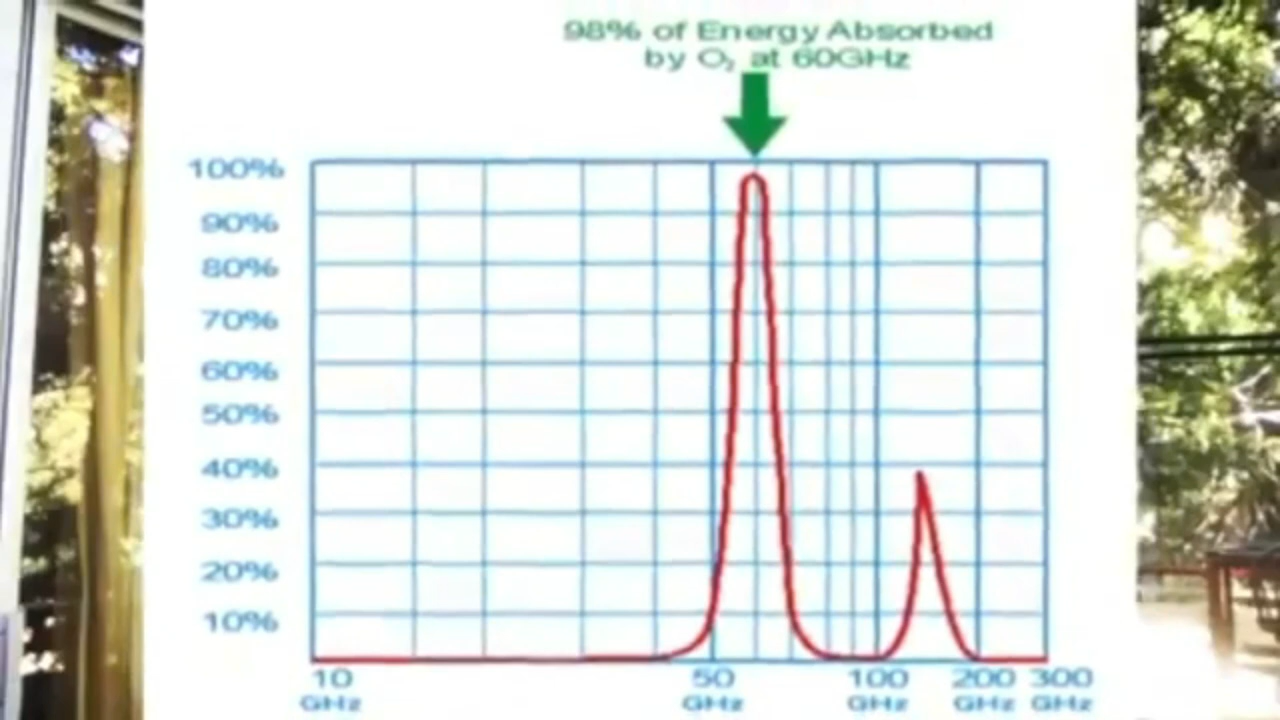 98% of Energy Absorbed
by O₂ at 60GHz
100%
90%
80%
70%
60%
50%
40%
30%
20%
10%
10 50 100 200 300
GHz GHz GHz GHz GHz